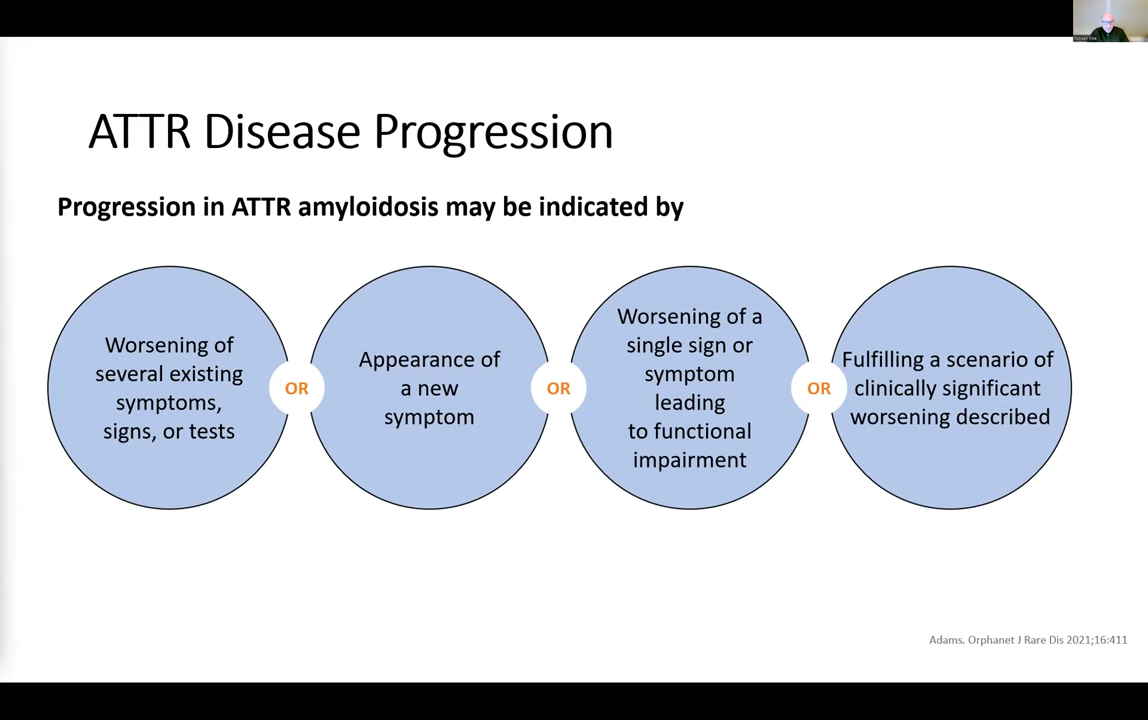 ATTR Disease Progression
Progression in ATTR amyloidosis may be indicated by
Worsening of
several existing
symptoms,
signs, or tests
OR
Appearance of
a new
symptom
OR
Worsening of a
single sign or
symptom
leading
to functional
impairment
OR
Fulfilling a scenario of
clinically significant
worsening described
Adams. Orphanet J Rare Dis 2021;16:411